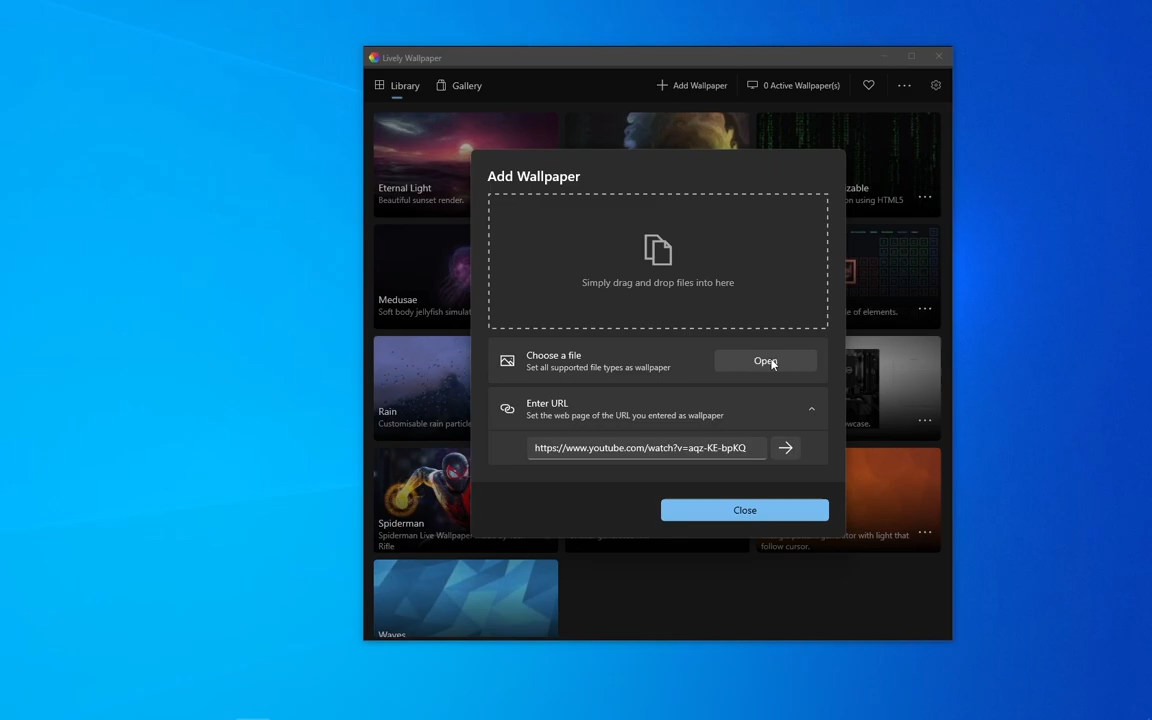 Lively Wallpaper
Library
Gallery
Add Wallpaper
0 Active Wallpaper(s)
Eternal Light
Beautiful sunset render.
zable
on using HTML5
Add Wallpaper
Simply drag and drop files into here
Medusae
Soft body jellyfish simulat
le of elements.
Choose a file
Set all supported file types as wallpaper
Open
Rain
Customisable rain particle
wcase.
Enter URL
Set the web page of the URL you entered as wallpaper
https://www.youtube.com/watch?v=aqz-KE-bpKQ
Close
Spiderman
Spiderman Live Wallpaper
Rifle
tor with light that
follow cursor.
Waves